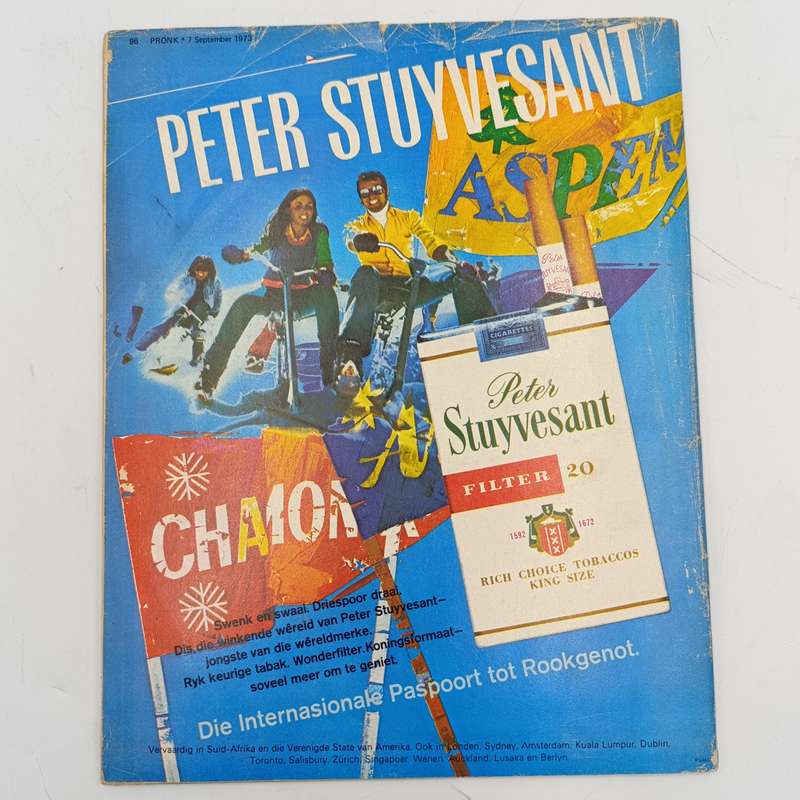 96 PRONK * 7 September 1973
PETER STUYVESANT
ASPEN
Peter
CIGARETTES
Peter
Stuyvesant
FILTER 20
1592 1672
RICH CHOICE TOBACCOS
KING SIZE
CHAMONIX
Swenk en swaai. Driespoor draai.
Dis die winkende wêreld van Peter Stuyvesant—
jongste van die wêreldmerke.
Ryk keurige tabak. Wonderfilter. Koningsformaat—
soveel meer om te geniet.
Die Internasionale Paspoort tot Rookgenot.
Vervaardig in Suid-Afrika en die Verenigde State van Amerika. Ook in Londen, Sydney, Amsterdam, Kuala Lumpur, Dublin,
Toronto, Salisbury, Zürich, Singapoer, Wenen, Auckland, Lusaka en Berlyn.